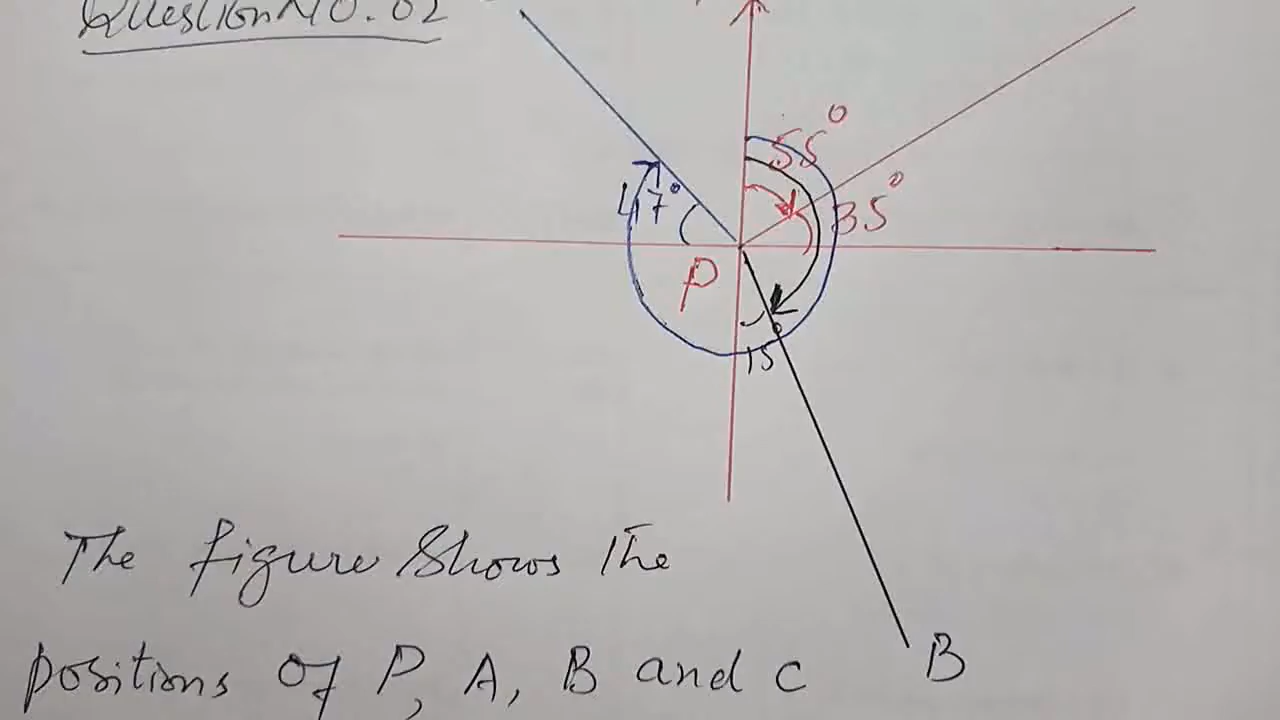 Question NO. 02
55°
47°
35°
P
15°
The figure shows the
B
positions of P, A, B and C